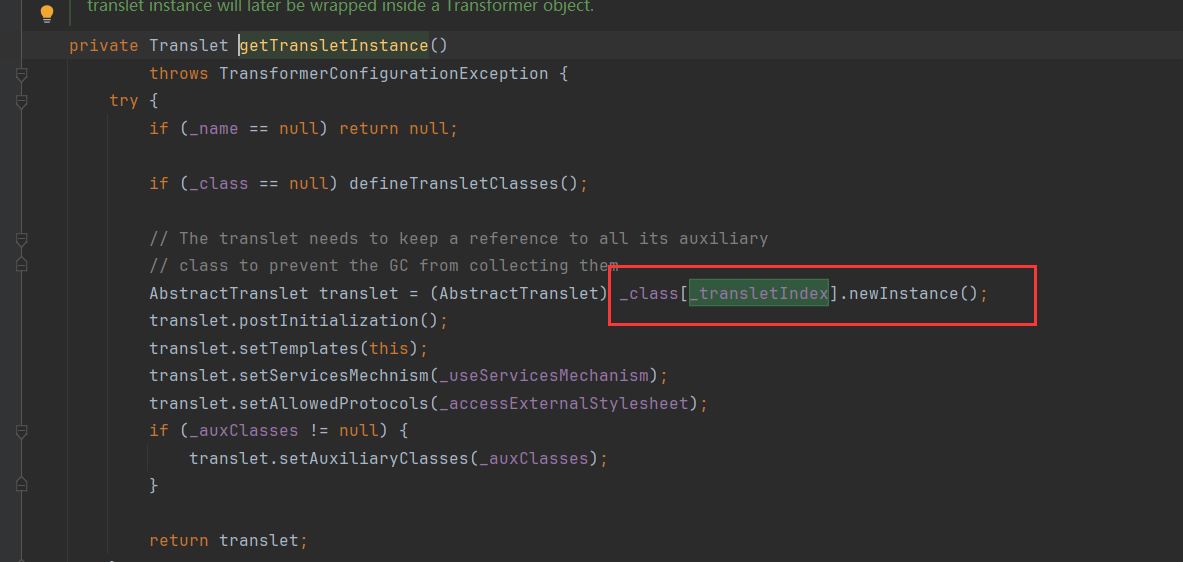 translet instance will later be wrapped inside a Transformer object.
private Translet getTransletInstance()
throws TransformerConfigurationException {
try {
if (_name == null) return null;
if (_class == null) defineTransletClasses();
// The translet needs to keep a reference to all its auxiliary
// class to prevent the GC from collecting them
AbstractTranslet translet = (AbstractTranslet) _class[_transletIndex].newInstance();
translet.postInitialization();
translet.setTemplates(this);
translet.setServicesMechnism(_useServicesMechanism);
translet.setAllowedProtocols(_accessExternalStylesheet);
if (_auxClasses != null) {
translet.setAuxiliaryClasses(_auxClasses);
}
return translet;